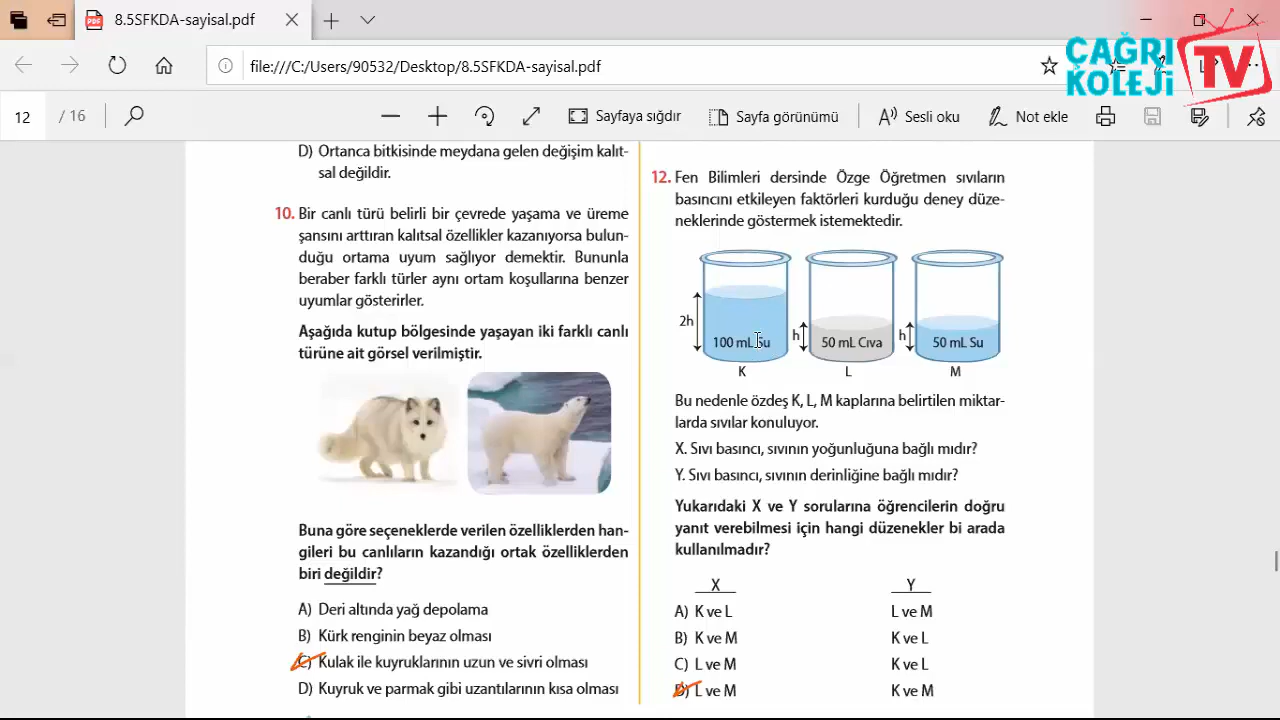 8.5SFKDA-sayisal.pdf
ÇAĞRI
KOLEJİ
TV
file:///C:/Users/90532/Desktop/8.5SFKDA-sayisal.pdf
12 / 16
Sayfaya sığdır
Sayfa görünümü
Sesli oku
Not ekle
D) Ortanca bitkisinde meydana gelen değişim kalıt-
sal değildir.
10. Bir canlı türü belirli bir çevrede yaşama ve üreme
şansını arttıran kalıtsal özellikler kazanıyorsa bulun-
duğu ortama uyum sağlıyor demektir. Bununla
beraber farklı türler aynı ortam koşullarına benzer
uyumlar gösterirler.
Aşağıda kutup bölgesinde yaşayan iki farklı canlı
türüne ait görsel verilmiştir.
Buna göre seçeneklerde verilen özelliklerden han-
gileri bu canlıların kazandığı ortak özelliklerden
biri değildir?
A) Deri altında yağ depolama
B) Kürk renginin beyaz olması
C) Kulak ile kuyruklarının uzun ve sivri olması
D) Kuyruk ve parmak gibi uzantılarının kısa olması
12. Fen Bilimleri dersinde Özge Öğretmen sıvıların
basıncını etkileyen faktörleri kurduğu deney düze-
neklerinde göstermek istemektedir.
2h
100 mL Su
K
h
50 mL Cıva
L
h
50 mL Su
M
Bu nedenle özdeş K, L, M kaplarına belirtilen miktar-
larda sıvılar konuluyor.
X. Sıvı basıncı, sıvının yoğunluğuna bağlı mıdır?
Y. Sıvı basıncı, sıvının derinliğine bağlı mıdır?
Yukarıdaki X ve Y sorularına öğrencilerin doğru
yanıt verebilmesi için hangi düzenekler bi arada
kullanılmadır?
X Y
A) K ve L L ve M
B) K ve M K ve L
C) L ve M K ve L
D) L ve M K ve M